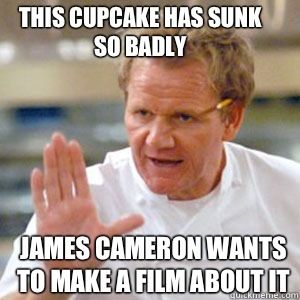 THIS CUPCAKE HAS SUNK
SO BADLY
JAMES CAMERON WANTS
TO MAKE A FILM ABOUT IT
quickmeme.com